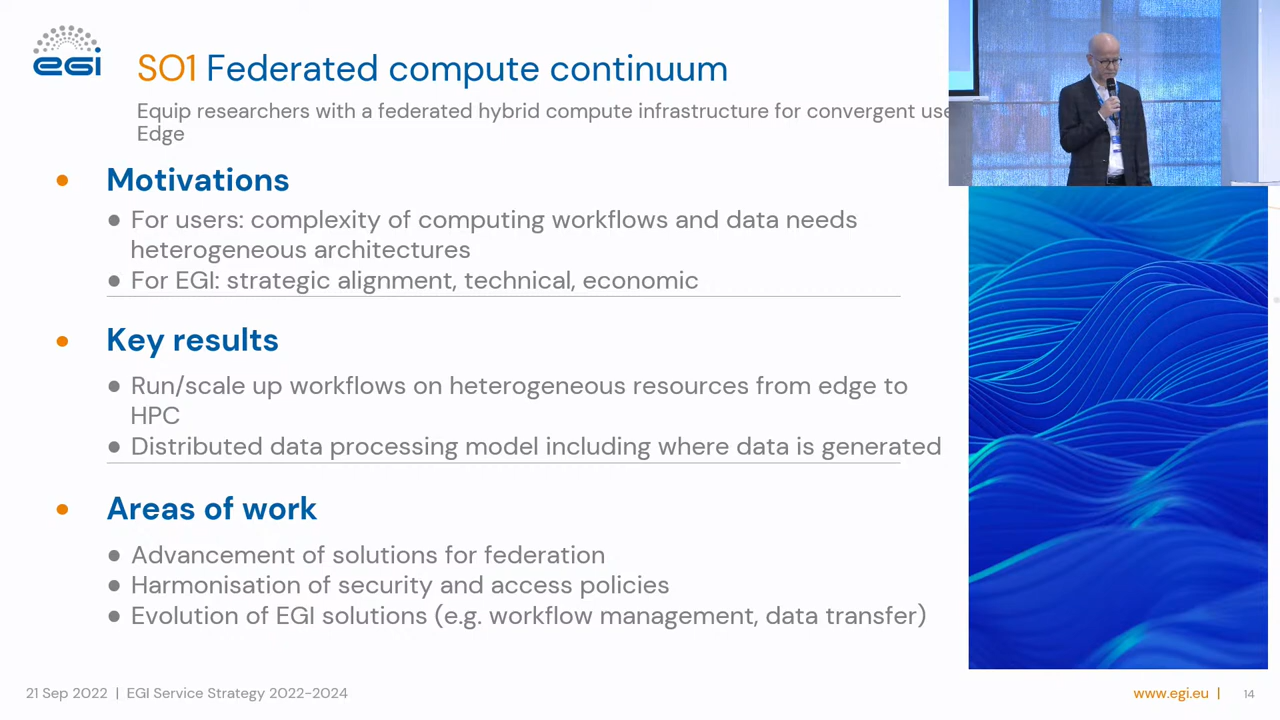 egi
SO1 Federated compute continuum
Equip researchers with a federated hybrid compute infrastructure for convergent use
Edge
• Motivations
● For users: complexity of computing workflows and data needs
heterogeneous architectures
● For EGI: strategic alignment, technical, economic
• Key results
● Run/scale up workflows on heterogeneous resources from edge to
HPC
● Distributed data processing model including where data is generated
• Areas of work
● Advancement of solutions for federation
● Harmonisation of security and access policies
● Evolution of EGI solutions (e.g. workflow management, data transfer)
21 Sep 2022 | EGI Service Strategy 2022-2024
www.egi.eu |
14